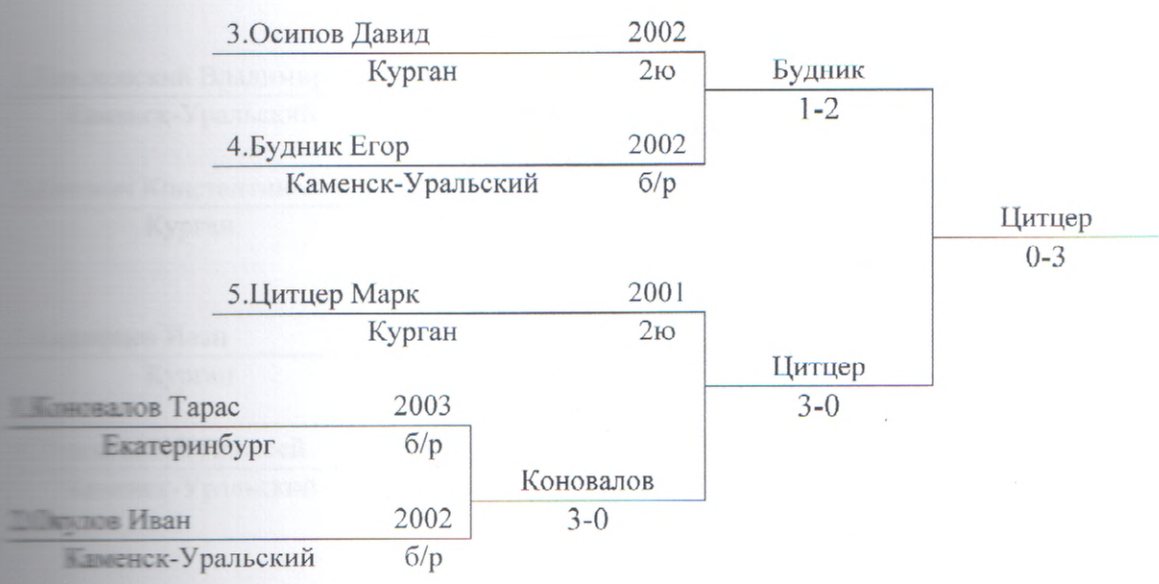 3.Осипов Давид 2002
Курган 2ю
Будник
1-2
4.Будник Егор 2002
Каменск-Уральский б/р
Цитцер
0-3
5.Цитцер Марк 2001
Курган 2ю
Цитцер
3-0
Коновалов Тарас 2003
Екатеринбург б/р
Коновалов
3-0
Иван 2002
Каменск-Уральский б/р